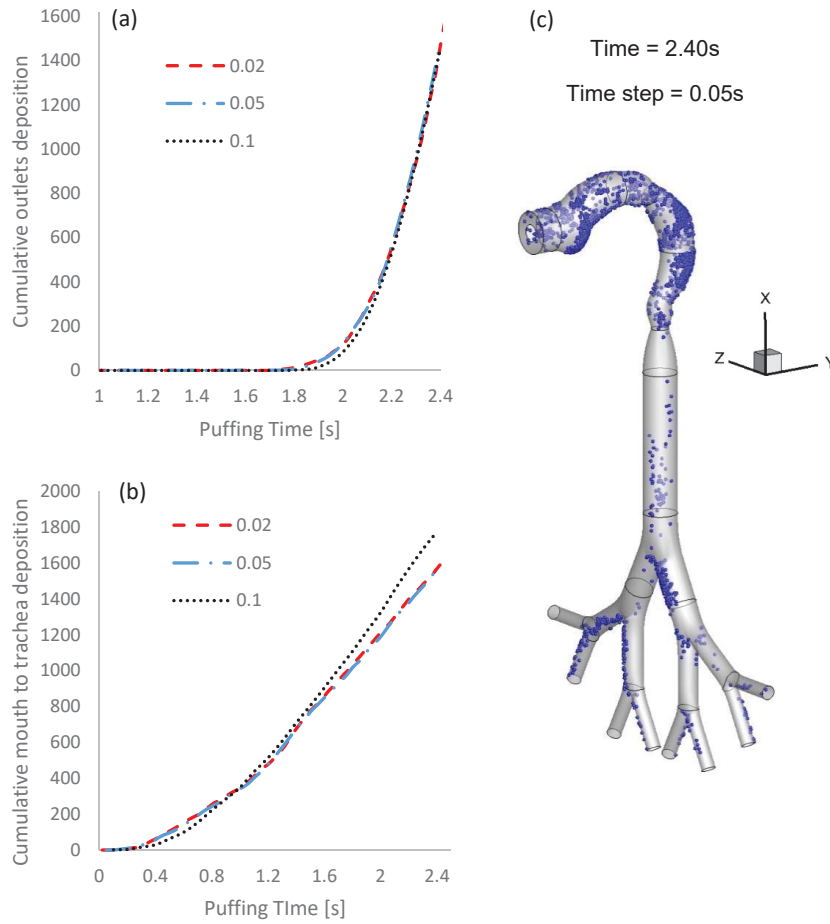 (a)
1600
1400
1200
1000
800
600
400
200
0
Cumulative outlets deposition
0.02
0.05
0.1
1 1.2 1.4 1.6 1.8 2 2.2 2.4
Puffing Time [s]
(b)
2000
1800
1600
1400
1200
1000
800
600
400
200
0
Cumulative mouth to trachea deposition
0.02
0.05
0.1
0 0.4 0.8 1.2 1.6 2 2.4
Puffing TIme [s]
(c)
Time = 2.40s
Time step = 0.05s
X
Z
Y